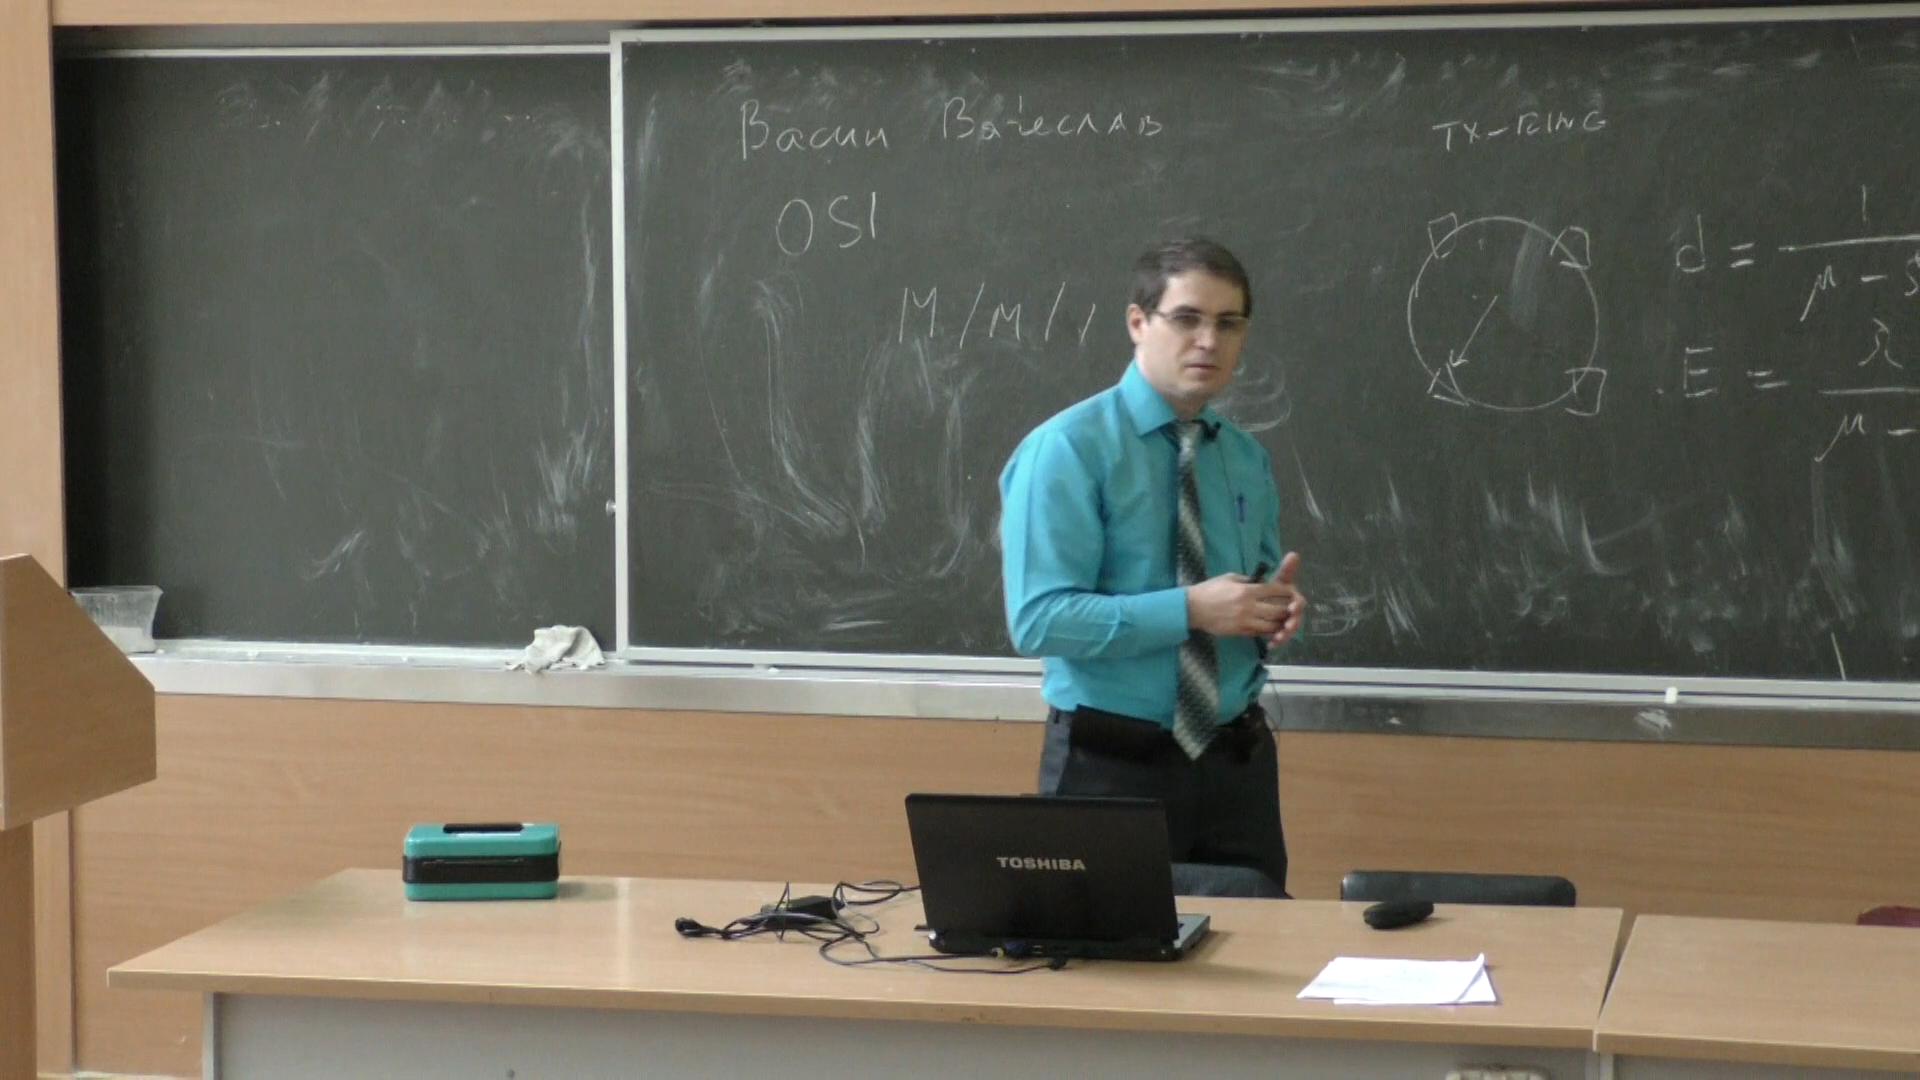 Васин Вячеслав
OSI
M/M/1
TX-RING
d = 1
μ -
E = λ
μ -
TOSHIBA